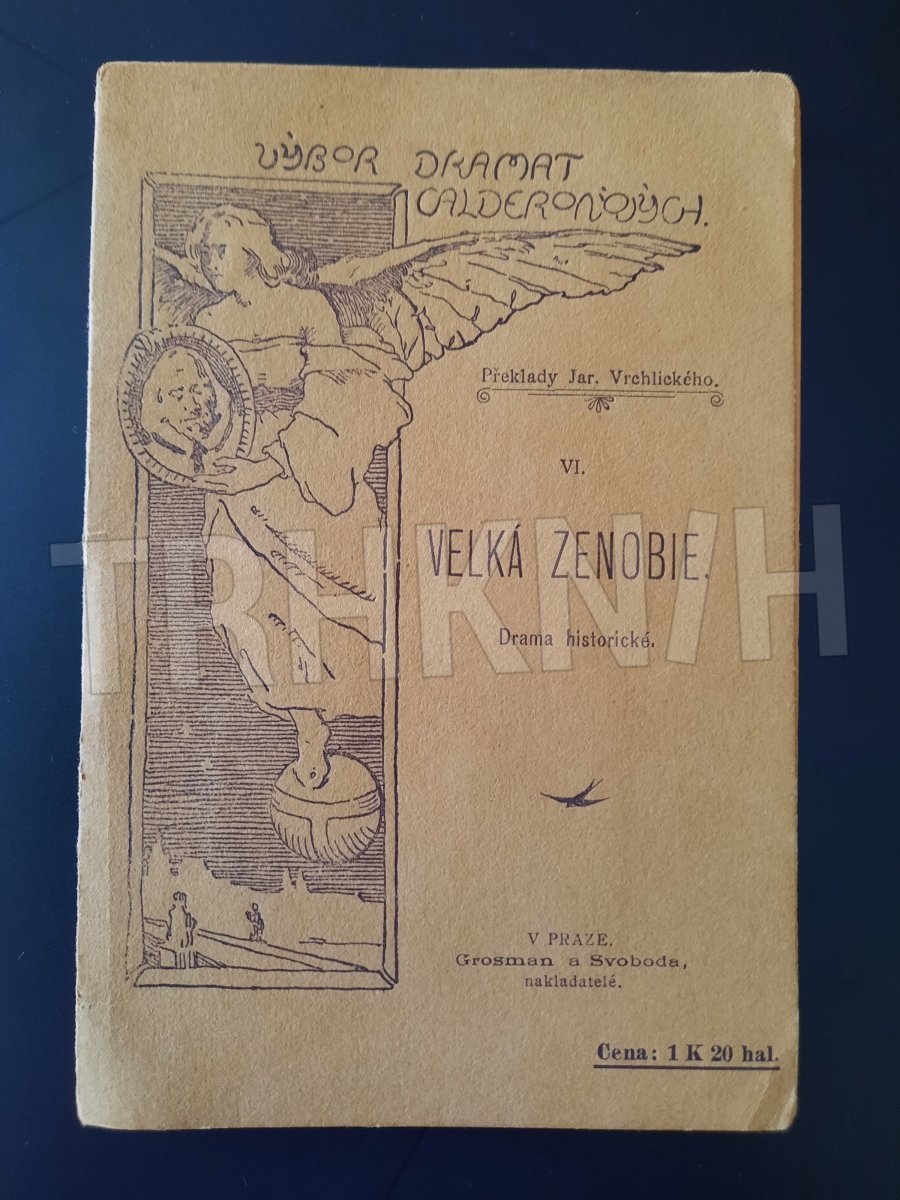 VÝBOR DRAMAT
CALDERONOVÝCH.
Překlady Jar. Vrchlického.
VI.
VELKÁ ZENOBIE.
Drama historické.
V PRAZE.
Grosman a Svoboda,
nakladatelé.
Cena: 1 K 20 hal.
TRHKNIH